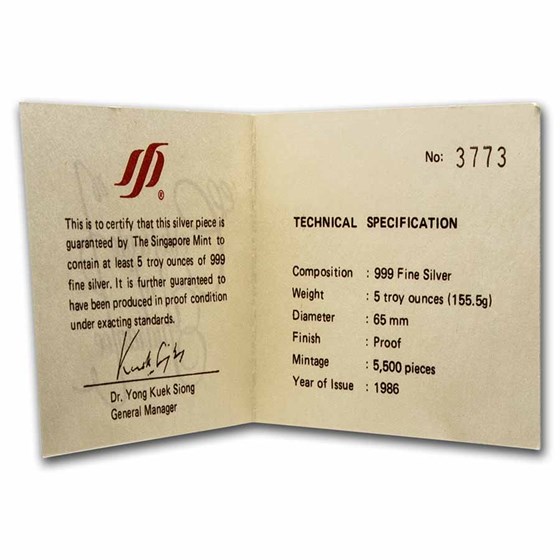 ®
This is to certify that this silver piece is
guaranteed by The Singapore Mint to
contain at least 5 troy ounces of 999
fine silver. It is further guaranteed to
have been produced in proof condition
under exacting standards.
Dr. Yong Kuek Siong
General Manager
No: 3773
TECHNICAL SPECIFICATION
Composition : 999 Fine Silver
Weight : 5 troy ounces (155.5g)
Diameter : 65 mm
Finish : Proof
Mintage : 5,500 pieces
Year of Issue : 1986